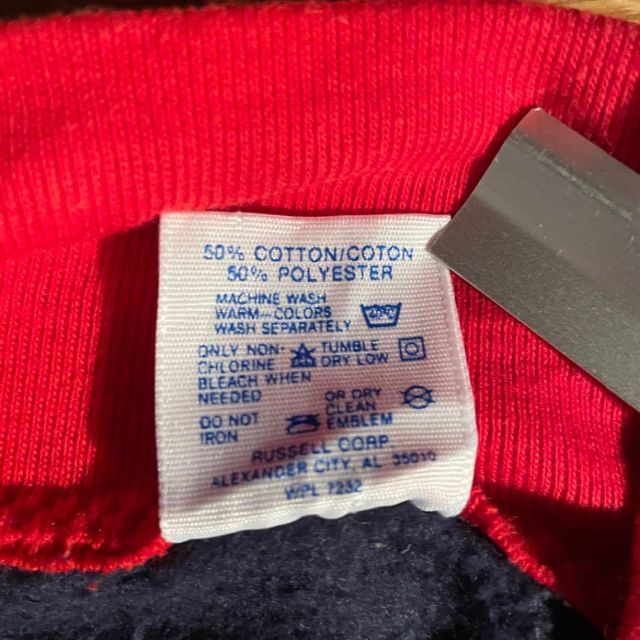 50% COTTON/COTON
50% POLYESTER
MACHINE WASH
WARM-COLORS
WASH SEPARATELY
ONLY NON- TUMBLE
CHLORINE DRY LOW
BLEACH WHEN
NEEDED OR DRY
CLEAN
DO NOT EMBLEM
IRON
RUSSELL CORP.
ALEXANDER CITY, AL 35010
WPL 7232